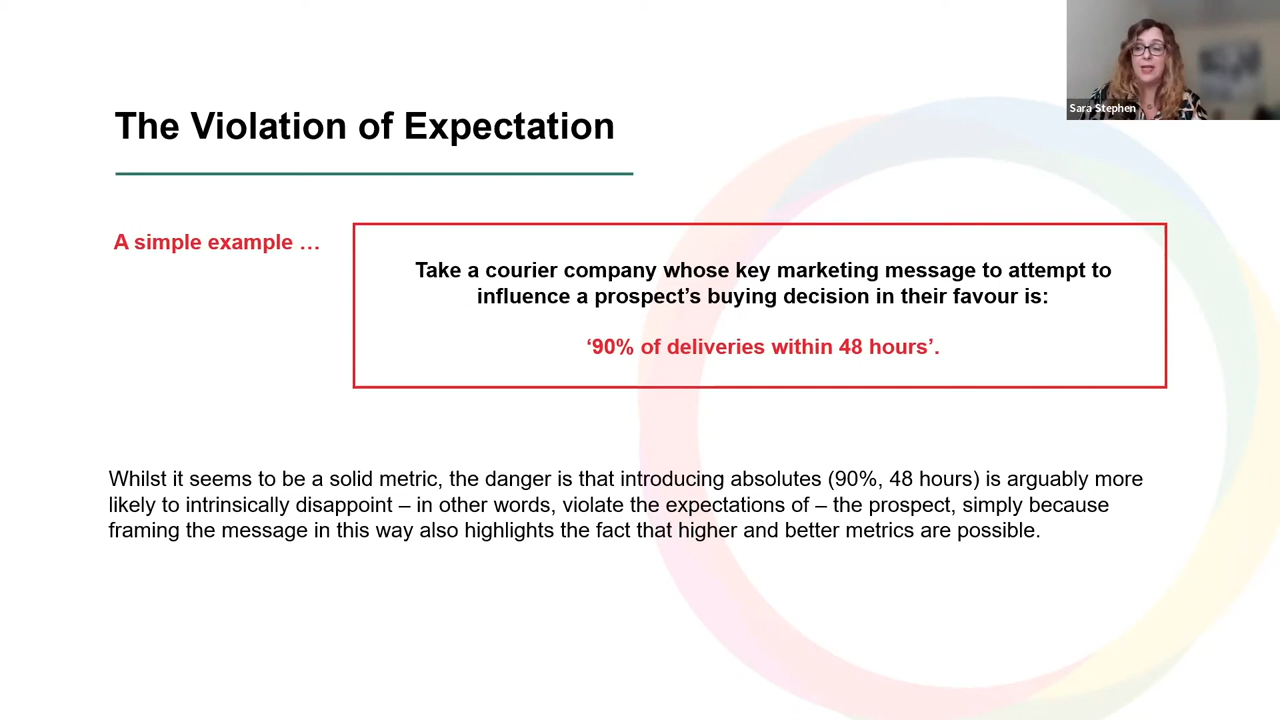 Sara Stephen
The Violation of Expectation
A simple example …
Take a courier company whose key marketing message to attempt to
influence a prospect’s buying decision in their favour is:
‘90% of deliveries within 48 hours’.
Whilst it seems to be a solid metric, the danger is that introducing absolutes (90%, 48 hours) is arguably more
likely to intrinsically disappoint – in other words, violate the expectations of – the prospect, simply because
framing the message in this way also highlights the fact that higher and better metrics are possible.